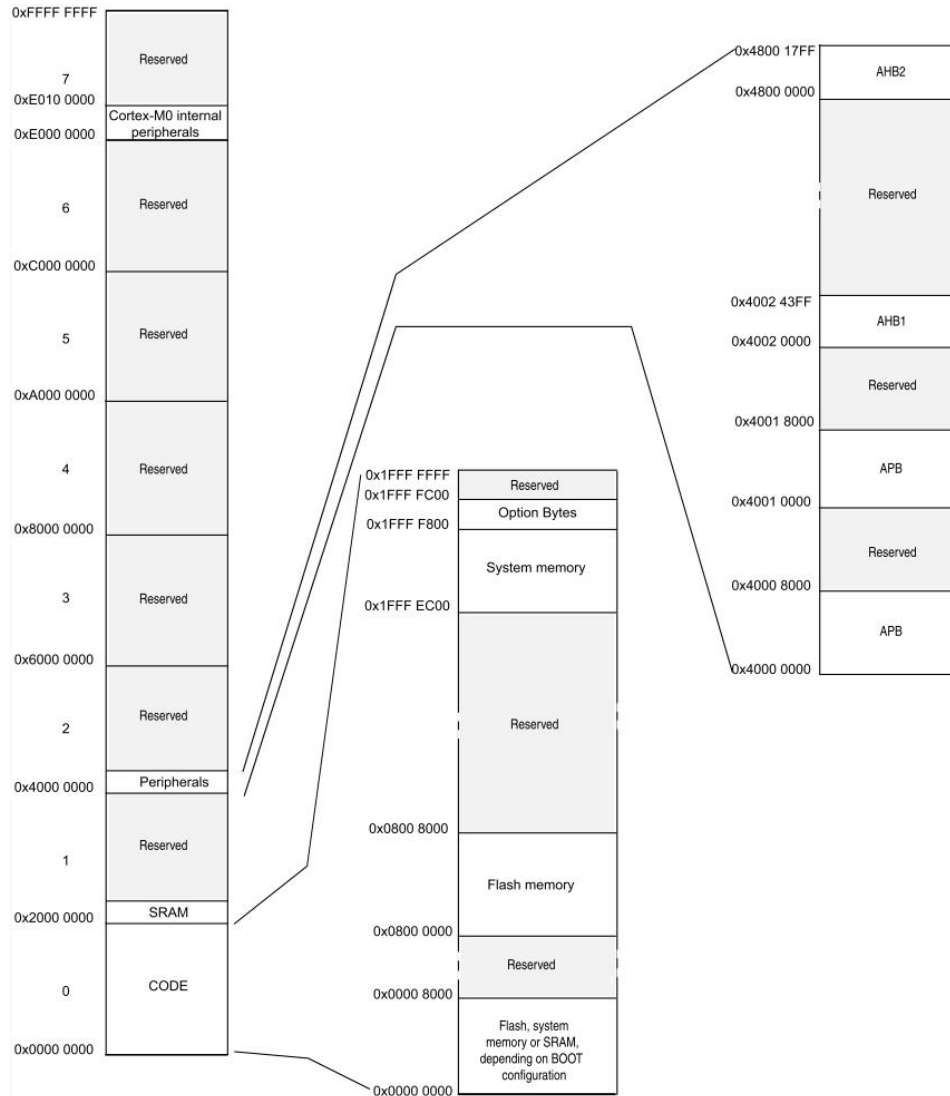 0xFFFF FFFF
Reserved
7
0xE010 0000
Cortex-M0 internal
peripherals
0xE000 0000
Reserved
6
0xC000 0000
Reserved
5
0xA000 0000
Reserved
4
0x8000 0000
Reserved
3
0x6000 0000
Reserved
2
Peripherals
0x4000 0000
Reserved
1
SRAM
0x2000 0000
CODE
0
0x0000 0000
0x1FFF FFFF
Reserved
0x1FFF FC00
Option Bytes
0x1FFF F800
System memory
0x1FFF EC00
Reserved
0x0800 8000
Flash memory
0x0800 0000
Reserved
0x0000 8000
Flash, system
memory or SRAM,
depending on BOOT
configuration
0x0000 0000
0x4800 17FF
AHB2
0x4800 0000
Reserved
0x4002 43FF
AHB1
0x4002 0000
Reserved
0x4001 8000
APB
0x4001 0000
Reserved
0x4000 8000
APB
0x4000 0000